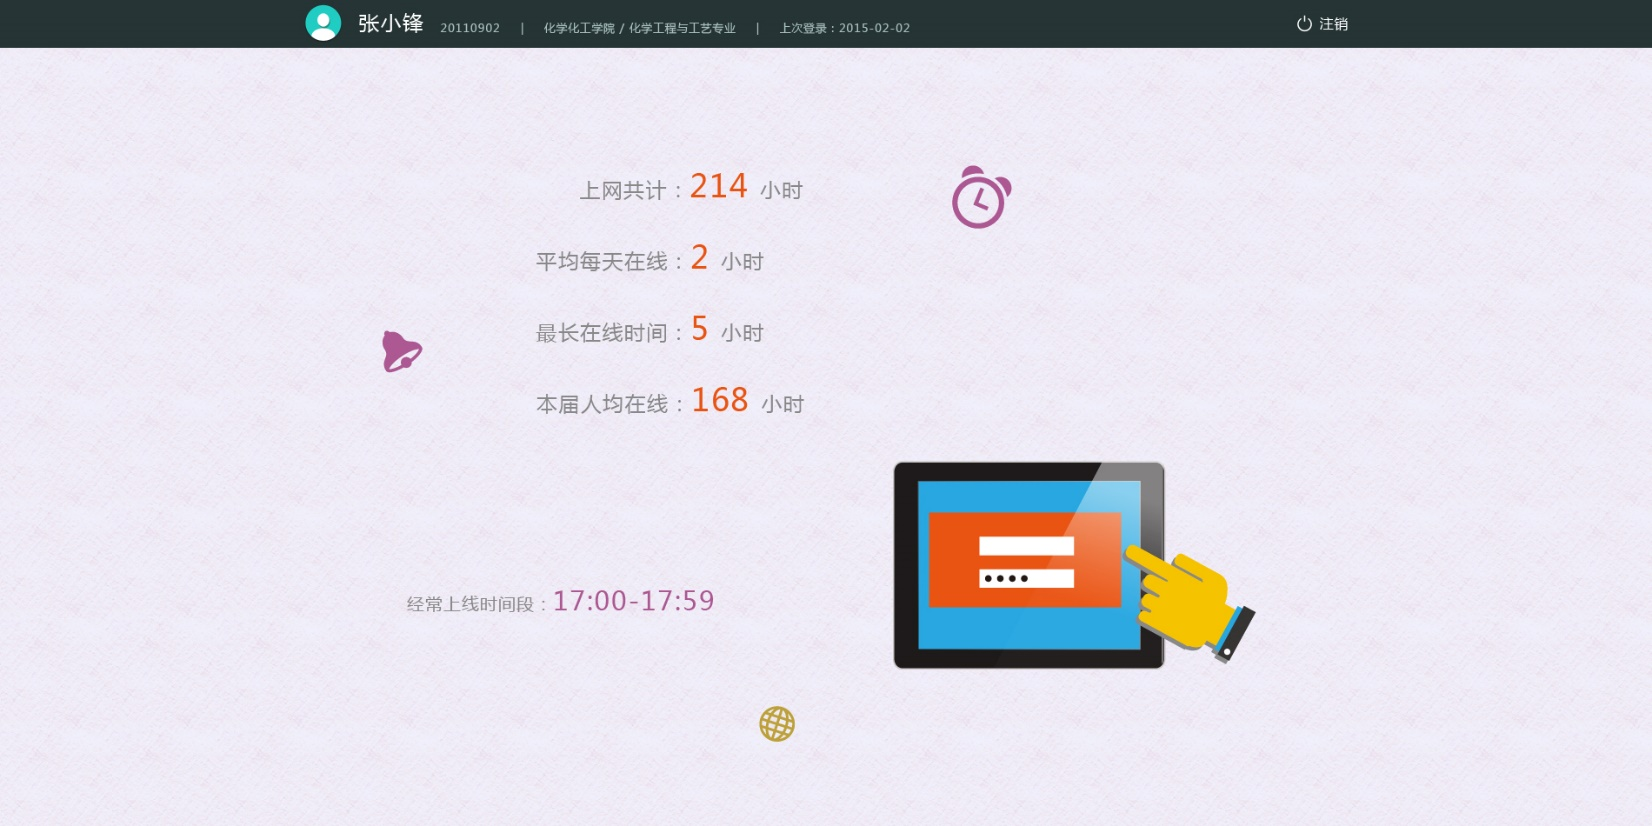 张小锋 20110902 | 化学化工学院 / 化学工程与工艺专业 | 上次登录：2015-02-02 注销
上网共计：214 小时
平均每天在线：2 小时
最长在线时间：5 小时
本届人均在线：168 小时
经常上线时间段：17:00-17:59